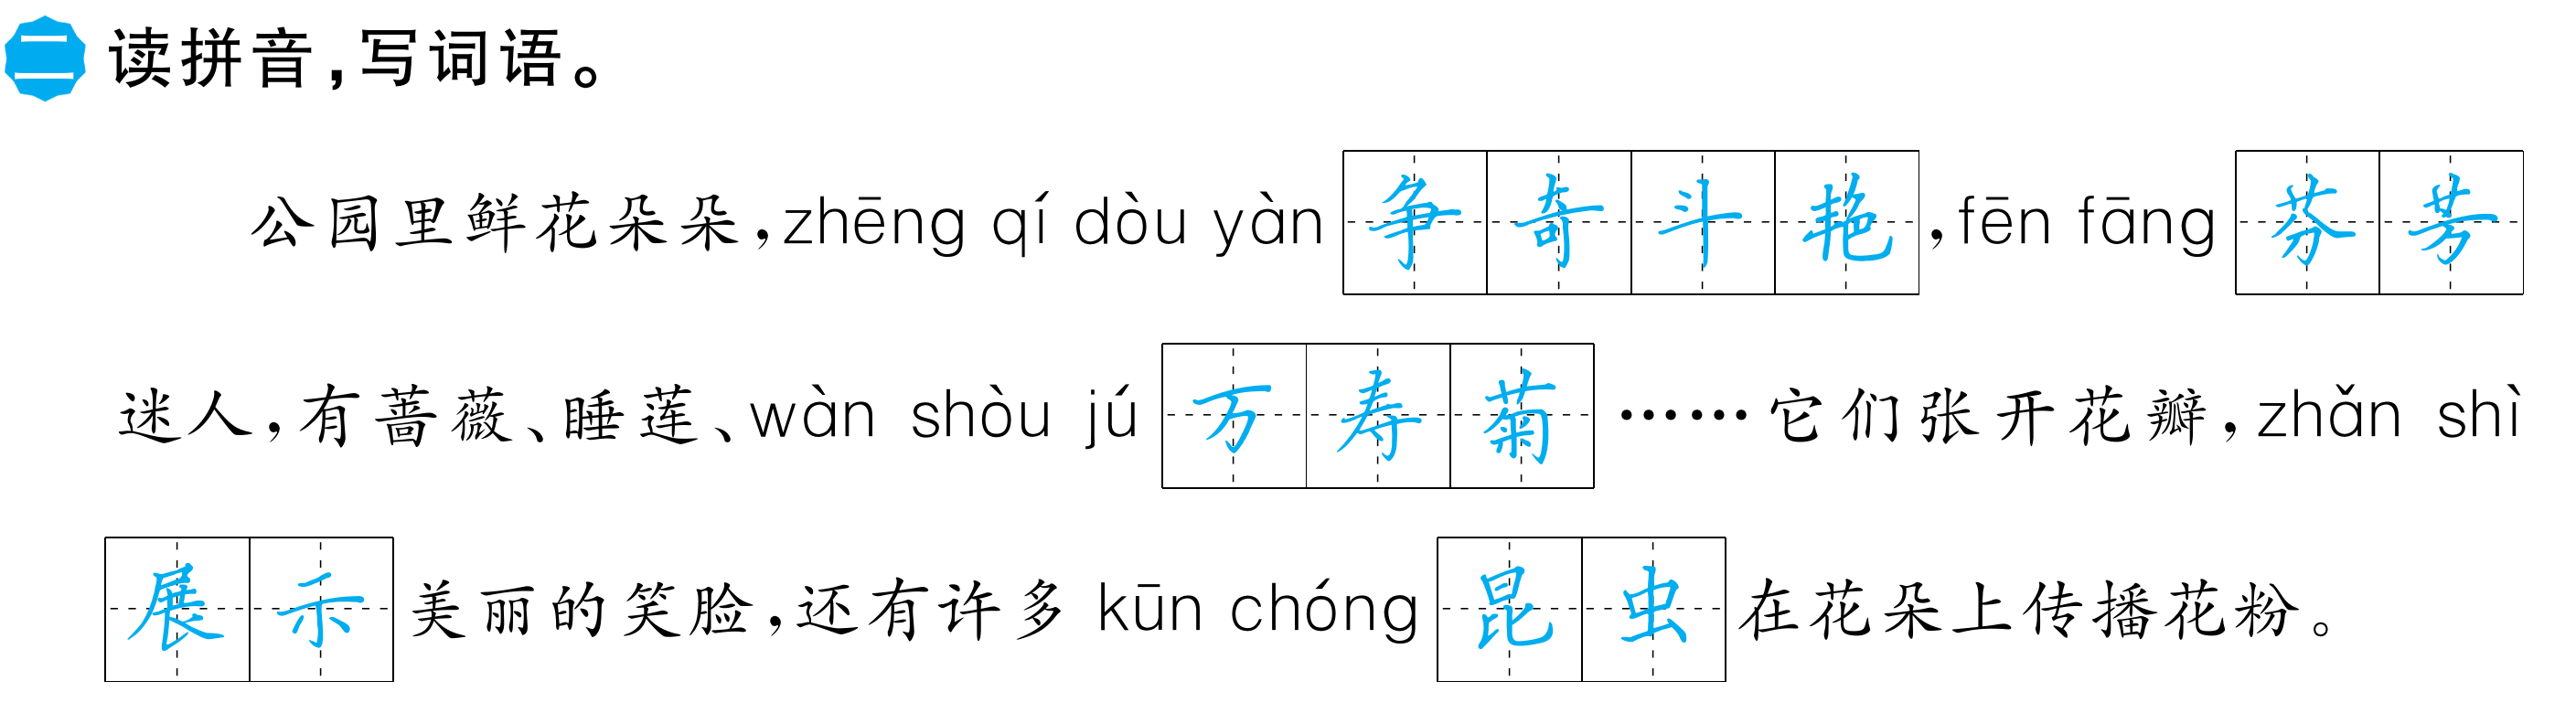 二 读拼音,写词语。
公园里鲜花朵朵,zhēng qí dòu yàn 争奇斗艳,fēn fāng 芬芳
迷人,有蔷薇、睡莲、wàn shòu jú 万寿菊……它们张开花瓣,zhǎn shì
展示美丽的笑脸,还有许多 kūn chóng 昆虫在花朵上传播花粉。